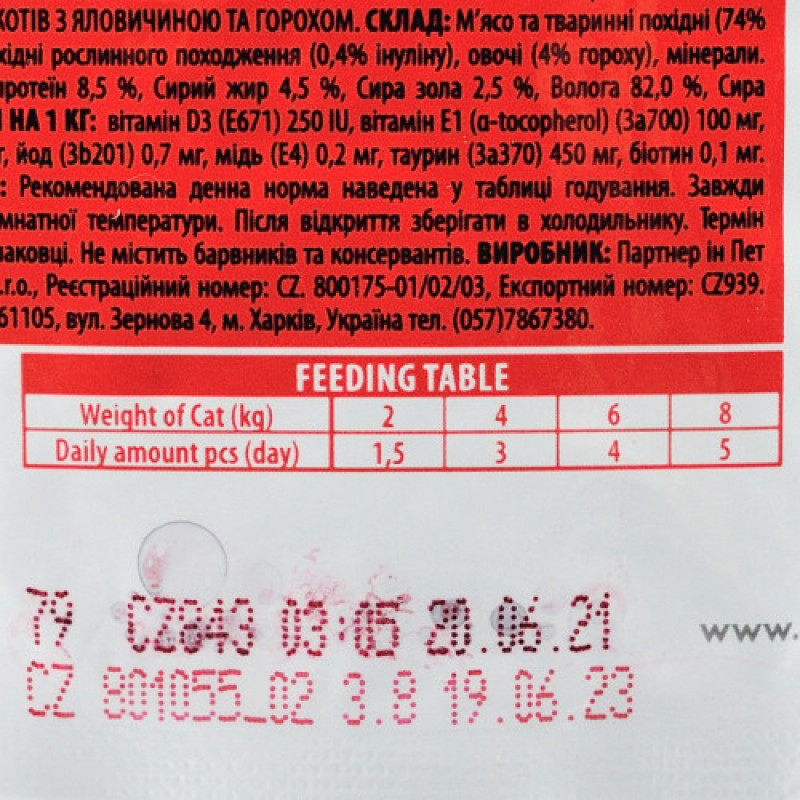 КОТІВ З ЯЛОВИЧИНОЮ ТА ГОРОХОМ. СКЛАД: М'ясо та тваринні похідні (74%
хідні рослинного походження (0,4% інуліну), овочі (4% гороху), мінерали.
протеїн 8,5 %, Сирий жир 4,5 %, Сира зола 2,5 %, Волога 82,0 %, Сира
НА 1 КГ: вітамін D3 (E671) 250 IU, вітамін E1 (α-tocopherol) (3a700) 100 мг,
г, йод (3b201) 0,7 мг, мідь (E4) 0,2 мг, таурин (3a370) 450 мг, біотин 0,1 мг.
: Рекомендована денна норма наведена у таблиці годування. Завжди
мнатної температури. Після відкриття зберігати в холодильнику. Термін
паковці. Не містить барвників та консервантів. ВИРОБНИК: Партнер ін Пет
.r.o., Реєстраційний номер: CZ. 800175-01/02/03, Експортний номер: CZ939.
61105, вул. Зернова 4, м. Харків, Україна тел. (057)7867380.
FEEDING TABLE
Weight of Cat (kg) 2 4 6 8
Daily amount pcs (day) 1,5 3 4 5
79 03:05 20.06.21
www.
CZ 801055_02 3.8 19.06.23